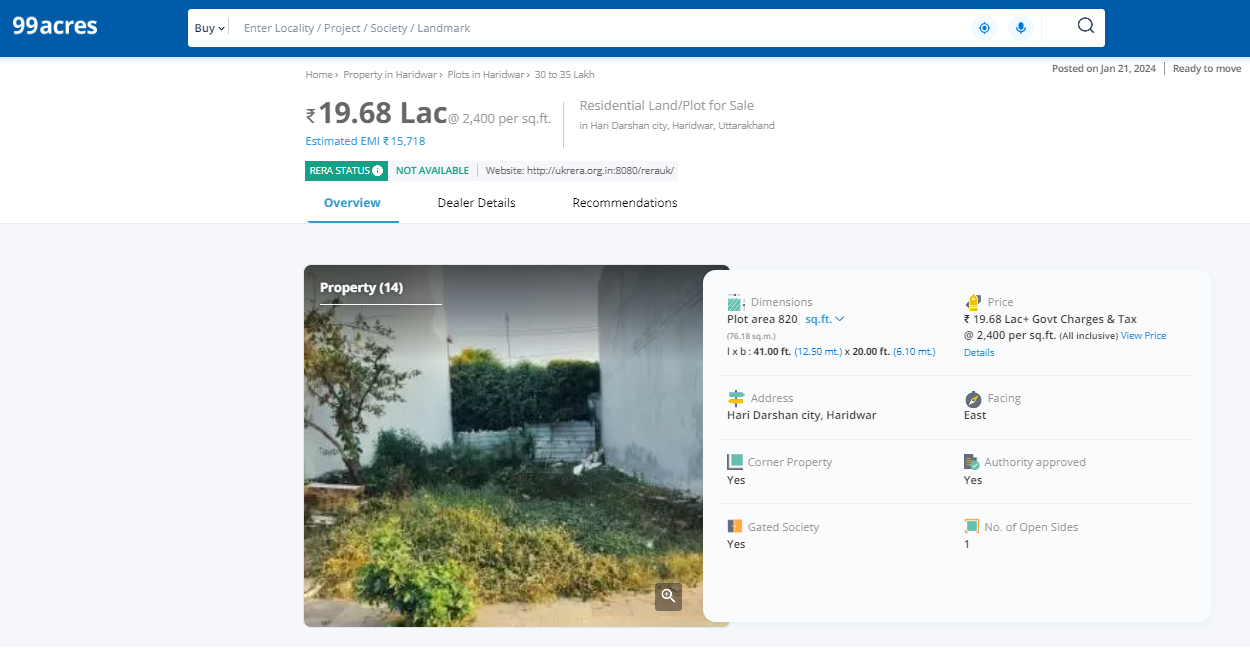 99acres
Buy
Enter Locality / Project / Society / Landmark
Posted on Jan 21, 2024 | Ready to move
Home › Property in Haridwar › Plots in Haridwar › 30 to 35 Lakh
₹19.68 Lac @ 2,400 per sq.ft.
Estimated EMI ₹15,718
Residential Land/Plot for Sale
in Hari Darshan city, Haridwar, Uttarakhand
RERA STATUS i NOT AVAILABLE | Website: http://ukrera.org.in:8080/rerauk/
Overview Dealer Details Recommendations
Property (14)
Dimensions
Plot area 820 sq.ft.
(76.18 sq.m.)
l x b : 41.00 ft. (12.50 mt.) x 20.00 ft. (6.10 mt.)
Price
₹ 19.68 Lac+ Govt Charges & Tax
@ 2,400 per sq.ft. (All inclusive) View Price
Details
Address
Hari Darshan city, Haridwar
Facing
East
Corner Property
Yes
Authority approved
Yes
Gated Society
Yes
No. of Open Sides
1